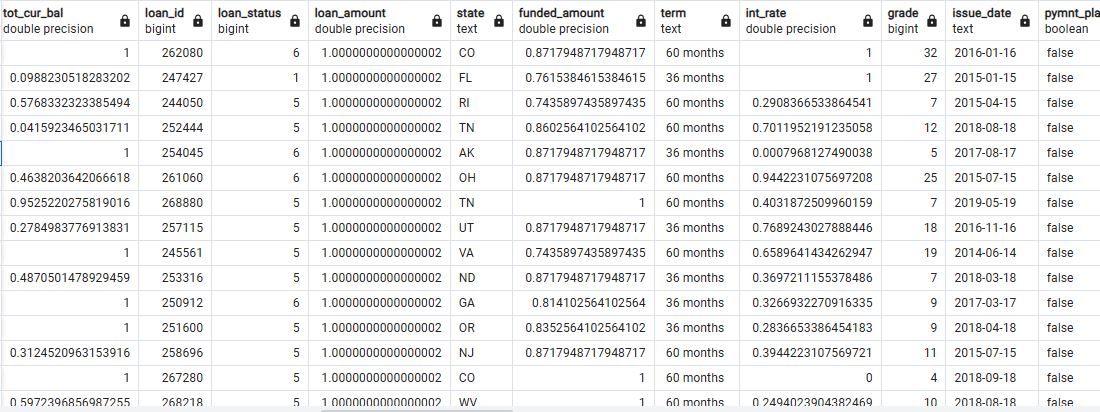 tot_cur_bal loan_id loan_status loan_amount state funded_amount term int_rate grade issue_date pymnt_pla
double precision bigint bigint double precision text double precision text double precision bigint text boolean
1 262080 6 1.0000000000000002 CO 0.8717948717948717 60 months 1 32 2016-01-16 false
0.0988230518283202 247427 1 1.0000000000000002 FL 0.7615384615384615 36 months 1 27 2015-01-15 false
0.5768332323385494 244050 5 1.0000000000000002 RI 0.7435897435897435 60 months 0.2908366533864541 7 2015-04-15 false
0.0415923465031711 252444 5 1.0000000000000002 TN 0.8602564102564102 60 months 0.7011952191235058 12 2018-08-18 false
1 254045 6 1.0000000000000002 AK 0.8717948717948717 36 months 0.0007968127490038 5 2017-08-17 false
0.4638203642066618 261060 6 1.0000000000000002 OH 0.8717948717948717 60 months 0.9442231075697208 25 2015-07-15 false
0.9525220275819016 268880 5 1.0000000000000002 TN 1 60 months 0.4031872509960159 7 2019-05-19 false
0.2784983776913831 257115 5 1.0000000000000002 UT 0.8717948717948717 36 months 0.7689243027888446 18 2016-11-16 false
1 245561 5 1.0000000000000002 VA 0.7435897435897435 60 months 0.6589641434262947 19 2014-06-14 false
0.4870501478929459 253316 5 1.0000000000000002 ND 0.8717948717948717 36 months 0.3697211155378486 7 2018-03-18 false
1 250912 6 1.0000000000000002 GA 0.814102564102564 36 months 0.3266932270916335 9 2017-03-17 false
1 251600 5 1.0000000000000002 OR 0.8352564102564102 36 months 0.2836653386454183 9 2018-04-18 false
0.3124520963153916 258696 5 1.0000000000000002 NJ 0.8717948717948717 60 months 0.3944223107569721 11 2015-07-15 false
1 267280 5 1.0000000000000002 CO 1 60 months 0 4 2018-09-18 false
0.5972396856987255 268218 5 1.0000000000000002 WV 1 60 months 0.2494023904382469 10 2018-08-18 false